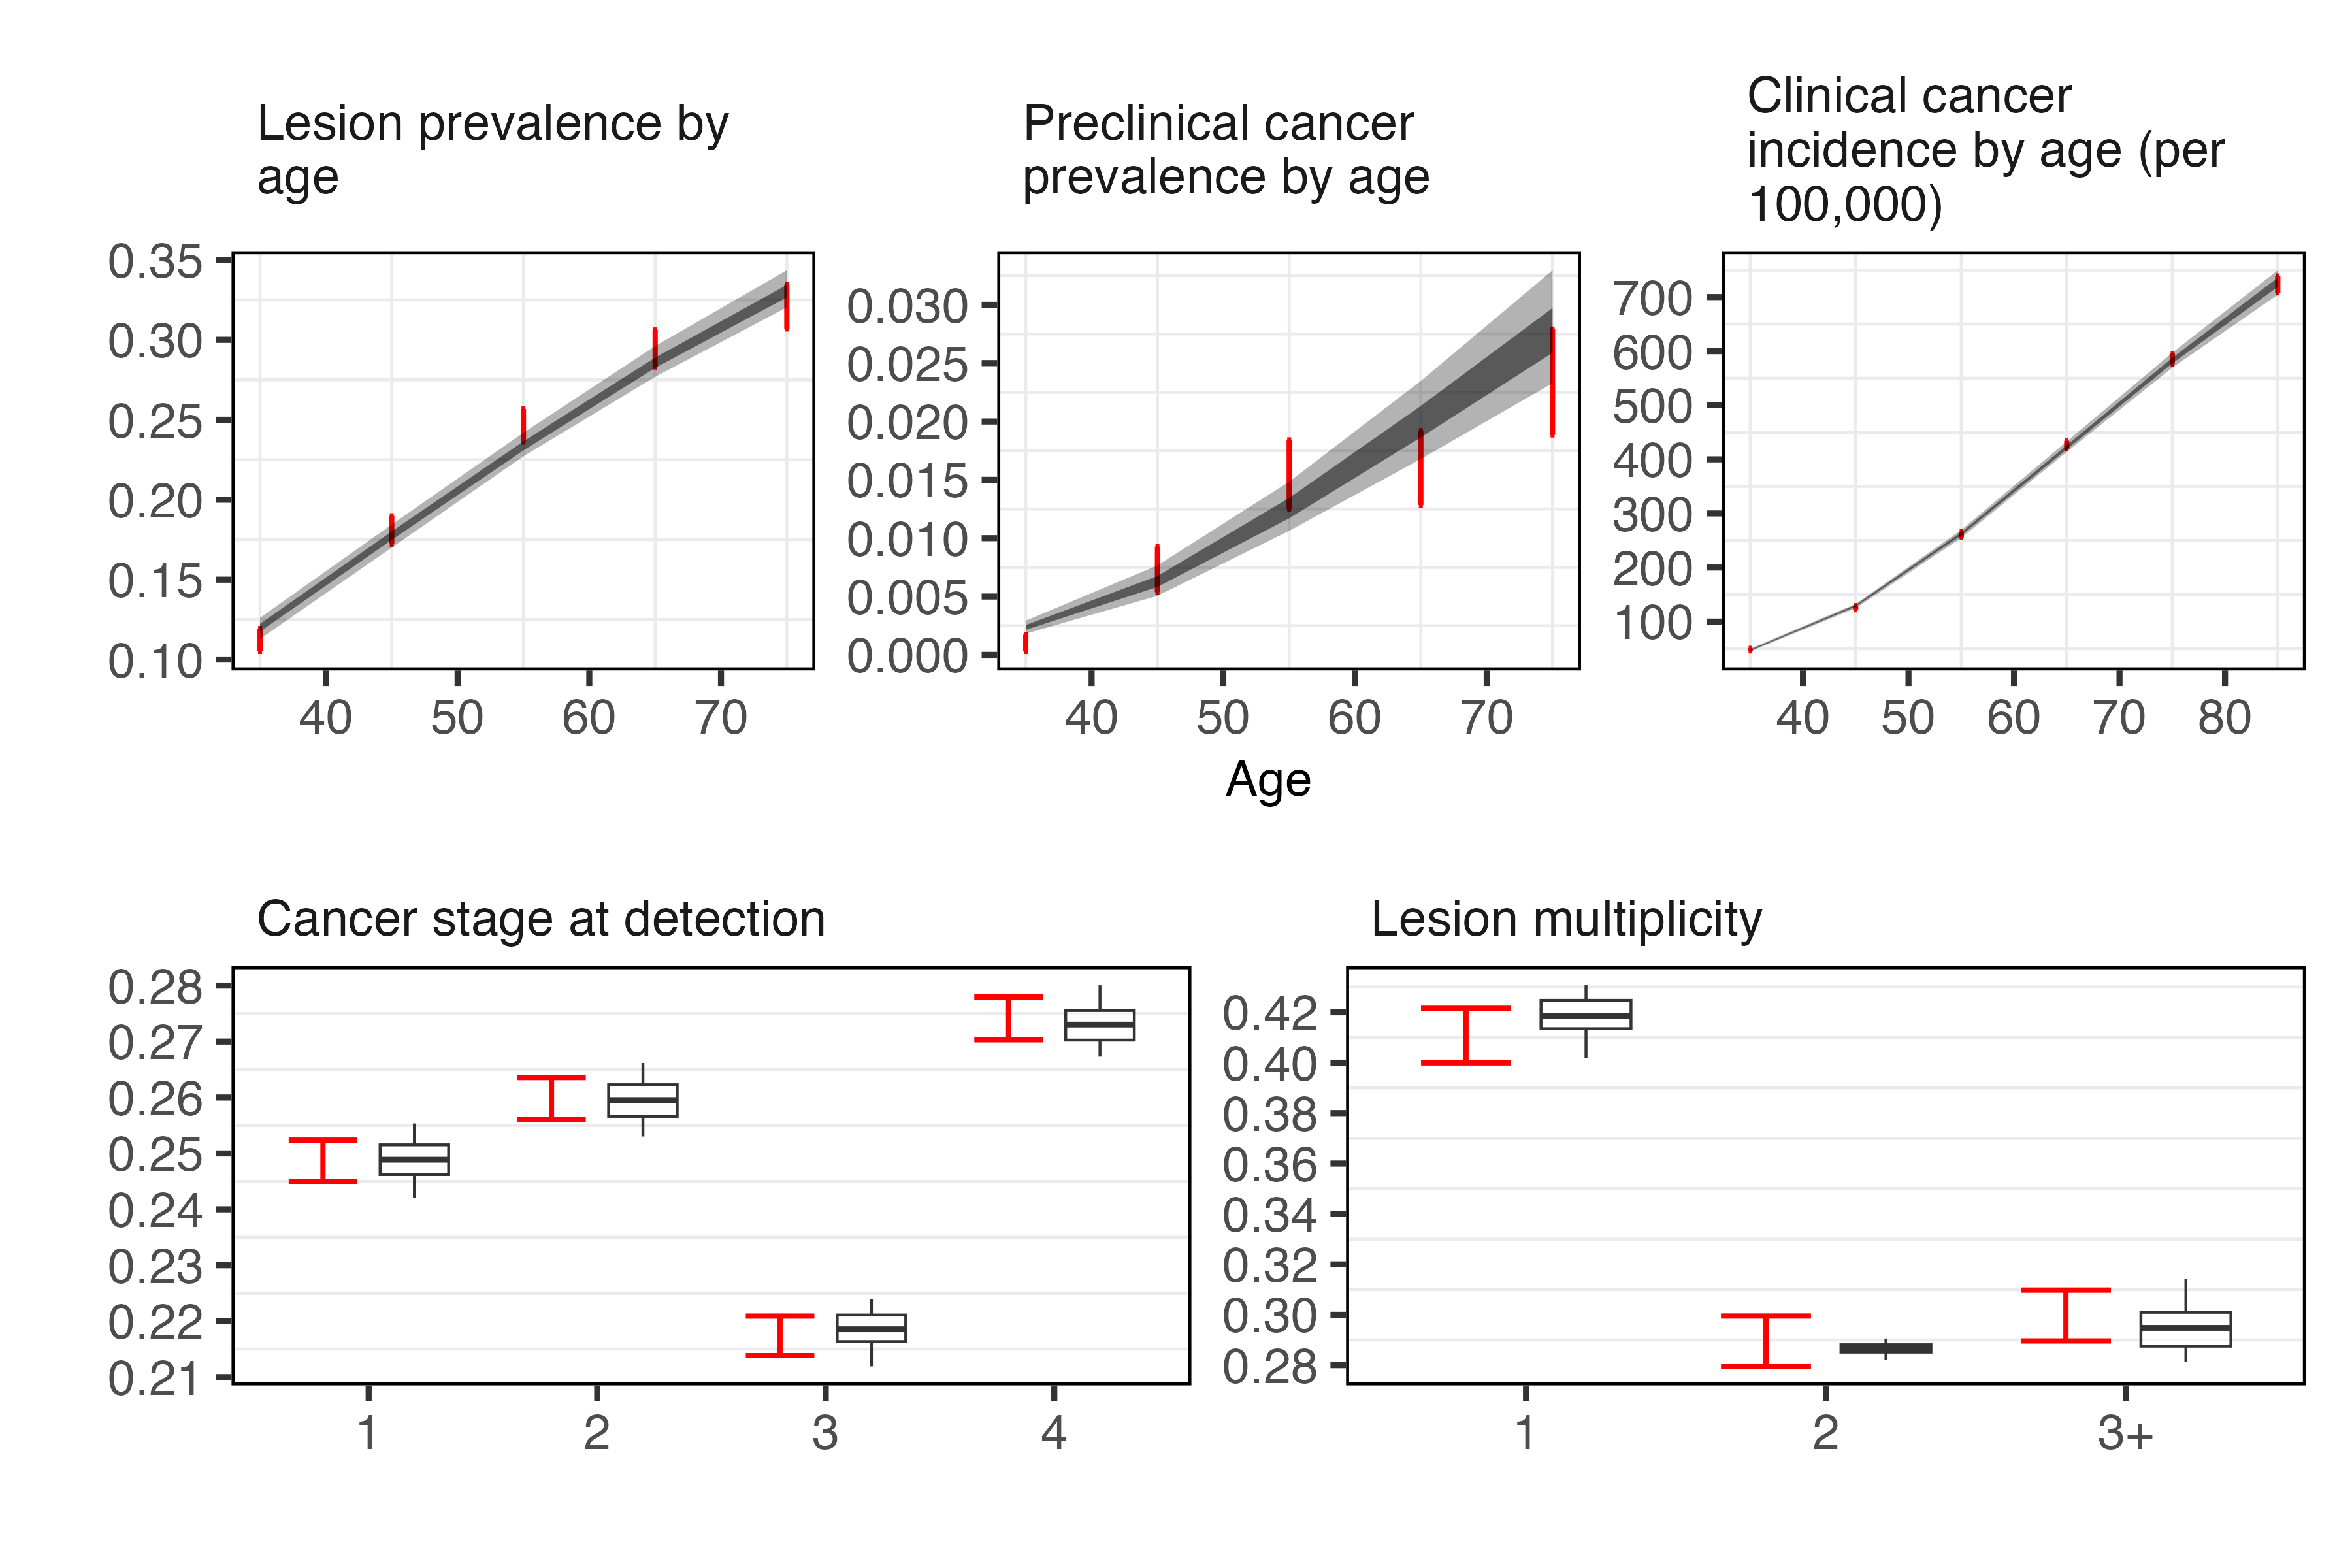 Lesion prevalence by
age
Preclinical cancer
prevalence by age
Clinical cancer
incidence by age (per
100,000)
0.35
0.30
0.25
0.20
0.15
0.10
40 50 60 70
0.030
0.025
0.020
0.015
0.010
0.005
0.000
40 50 60 70
700
600
500
400
300
200
100
40 50 60 70 80
Age
Cancer stage at detection
0.28
0.27
0.26
0.25
0.24
0.23
0.22
0.21
1 2 3 4
Lesion multiplicity
0.42
0.40
0.38
0.36
0.34
0.32
0.30
0.28
1 2 3+